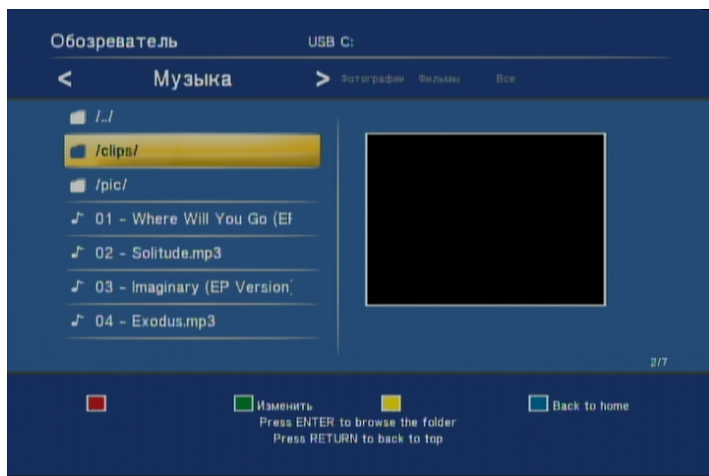 Обозреватель USB C:
< Музыка > Фотографии Фильмы Все
/../
/clips/
/pic/
01 - Where Will You Go (EF
02 - Solitude.mp3
03 - Imaginary (EP Version)
04 - Exodus.mp3
2/7
Изменить Back to home
Press ENTER to browse the folder
Press RETURN to back to top